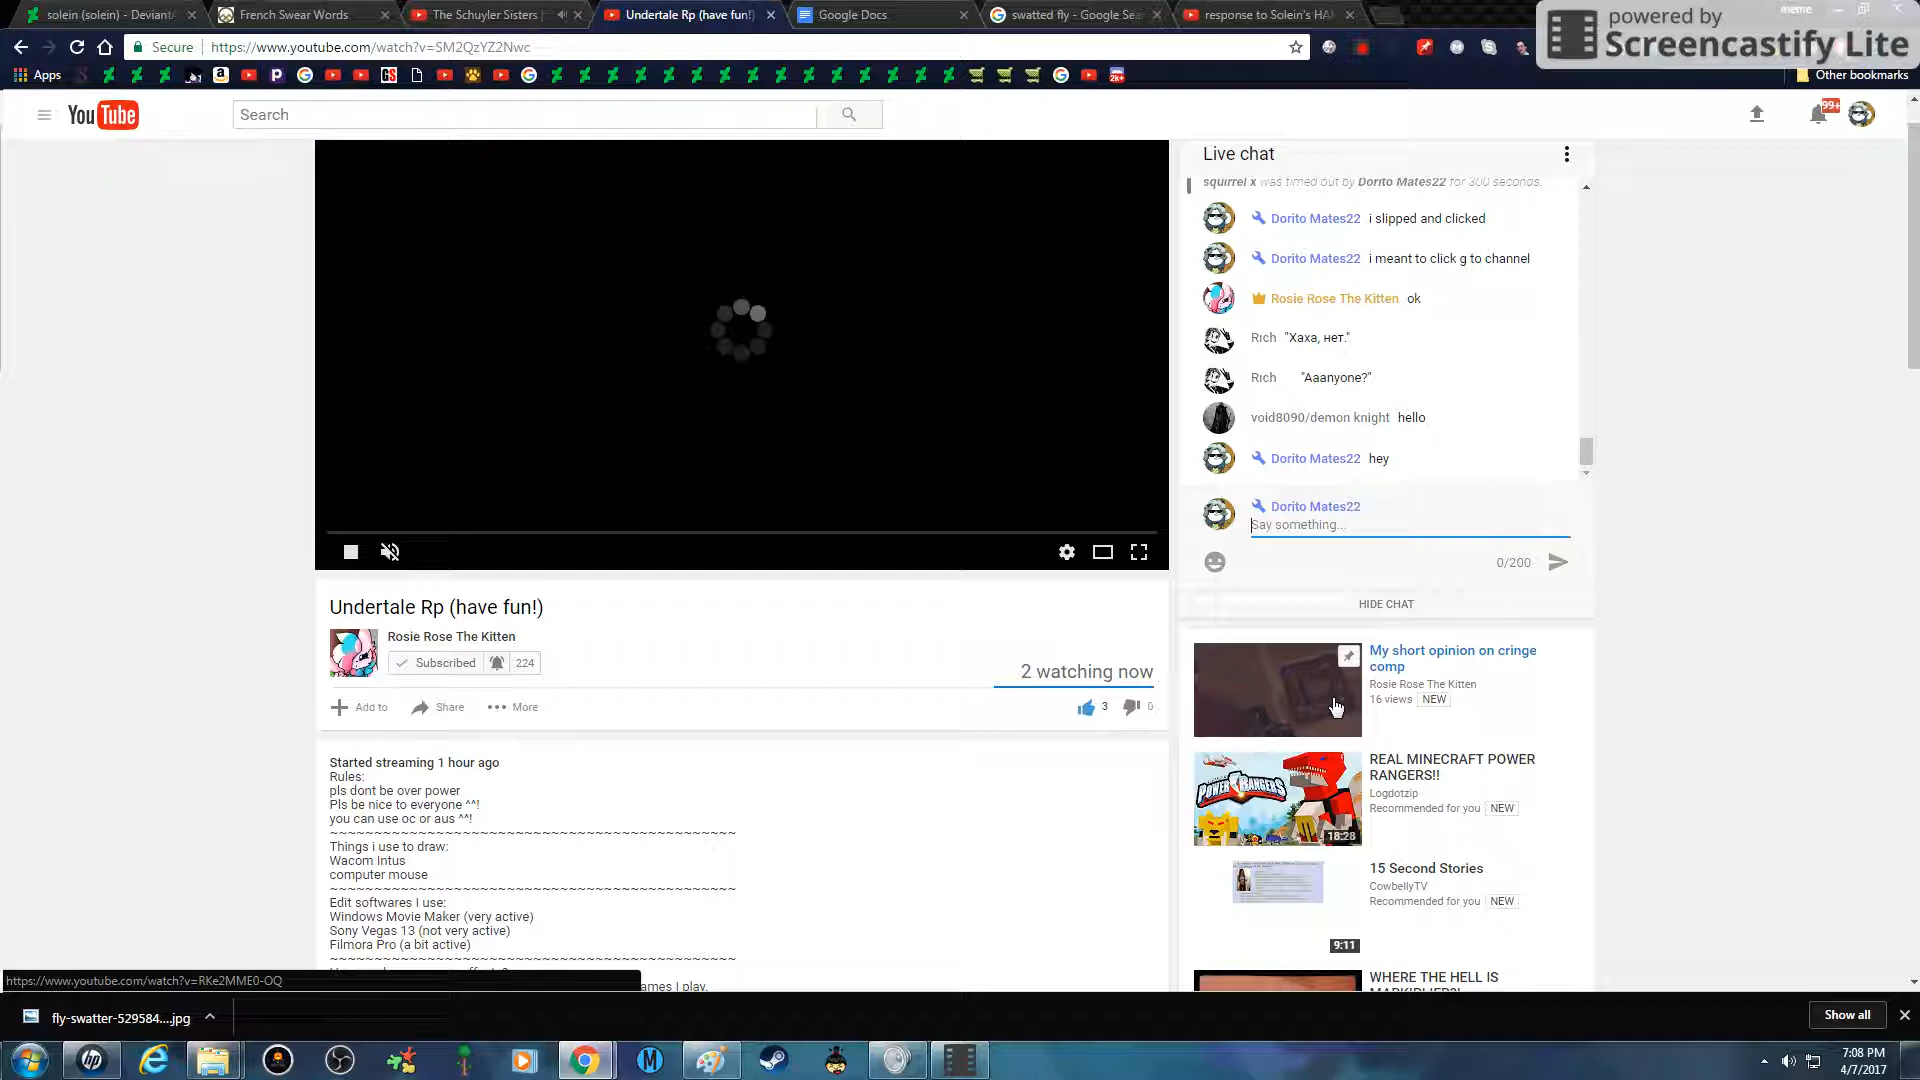 solein (solein) - Deviant
French Swear Words
The Schuyler Sisters
Undertale Rp (have fun!)
Google Docs
swatted fly - Google Sea
response to Solein's HA
meme
powered by
Screencastify Lite
Secure
https://www.youtube.com/watch?v=SM2QzYZ2Nwc
Apps
GS
2k+
Other bookmarks
YouTube
Search
99+
Live chat
squirrel x was timed out by Dorito Mates22 for 300 seconds.
Dorito Mates22 i slipped and clicked
Dorito Mates22 i meant to click g to channel
Rosie Rose The Kitten ok
Rich "Хаха, нет."
Rich "Aaanyone?"
void8090/demon knight hello
Dorito Mates22 hey
Dorito Mates22
Say something...
0/200
HIDE CHAT
Undertale Rp (have fun!)
Rosie Rose The Kitten
Subscribed 224
2 watching now
Add to Share More
3 0
Started streaming 1 hour ago
Rules:
pls dont be over power
Pls be nice to everyone ^^!
you can use oc or aus ^^!
~~~~~~~~~~~~~~~~~~~~~~~~~~~~~~~~~~~~~~~~~~~~~~
Things i use to draw:
Wacom Intus
computer mouse
~~~~~~~~~~~~~~~~~~~~~~~~~~~~~~~~~~~~~~~~~~~~~~
Edit softwares I use:
Windows Movie Maker (very active)
Sony Vegas 13 (not very active)
Filmora Pro (a bit active)
~~~~~~~~~~~~~~~~~~~~~~~~~~~~~~~~~~~~~~~~~~~~~~
ames I play.
My short opinion on cringe
comp
Rosie Rose The Kitten
16 views NEW
POWER RANGERS
18:28
REAL MINECRAFT POWER
RANGERS!!
Logdotzip
Recommended for you NEW
15 Second Stories
CowbellyTV
Recommended for you NEW
9:11
WHERE THE HELL IS
MARKIPLIER?!
https://www.youtube.com/watch?v=RKe2MME0-OQ
fly-swatter-529584....jpg
Show all
7:08 PM
4/7/2017